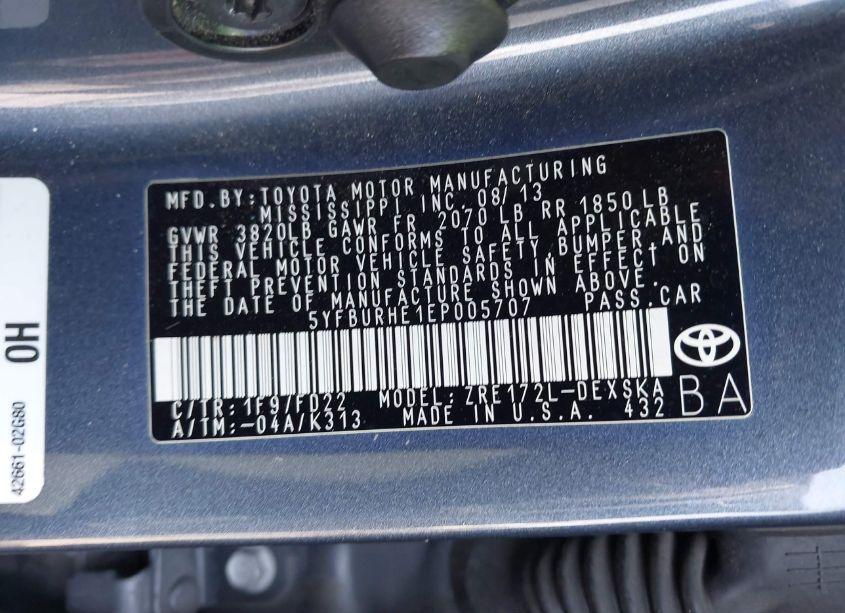 MFD.BY:TOYOTA MOTOR MANUFACTURING
MISSISSIPPI INC.08/13
GVWR 3820LB GAWR FR 2070 LB RR 1850 LB
THIS VEHICLE CONFORMS TO ALL APPLICABLE
FEDERAL MOTOR VEHICLE SAFETY,BUMPER,AND
THEFT PREVENTION STANDARDS IN EFFECT ON
THE DATE OF MANUFACTURE SHOWN ABOVE.
5YFBURHE1EP005707 PASS.CAR
C/TR:1F9/FD22 MODEL:ZRE172L-DEXSKA
A/TM:-04A/K313 MADE IN U.S.A. 432
BA
0H
42661-02G80